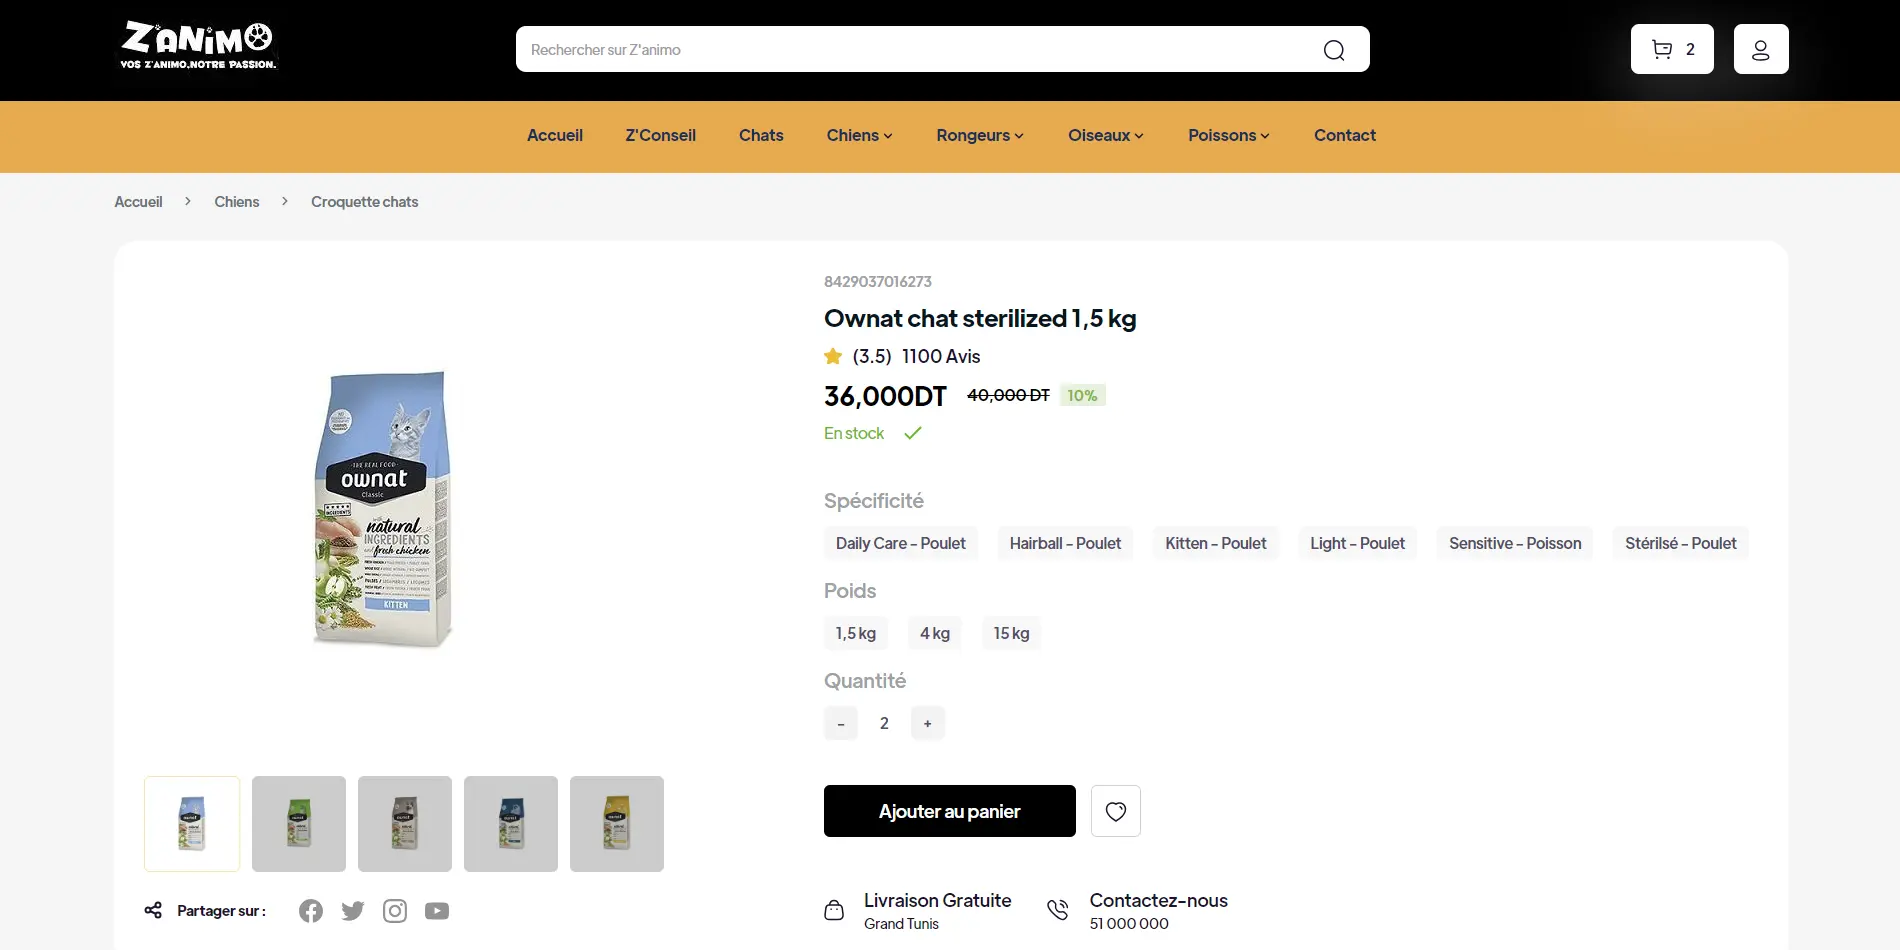 Z'ANIMO
VOS Z'ANIMO,NOTRE PASSION.
Rechercher sur Z'animo
2
Accueil Z'Conseil Chats Chiens Rongeurs Oiseaux Poissons Contact
Accueil > Chiens > Croquette chats
8429037016273
Ownat chat sterilized 1,5 kg
(3.5) 1100 Avis
36,000DT 40,000 DT 10%
En stock
THE REAL FOOD
ownat
Classic
INGREDIENTS
with
natural
INGREDIENTS
and fresh chicken
KITTEN
Spécificité
Daily Care - Poulet Hairball - Poulet Kitten - Poulet Light - Poulet Sensitive - Poisson Stérilsé - Poulet
Poids
1,5 kg 4 kg 15 kg
Quantité
- 2 +
Ajouter au panier
Partager sur :
Livraison Gratuite
Grand Tunis
Contactez-nous
51 000 000